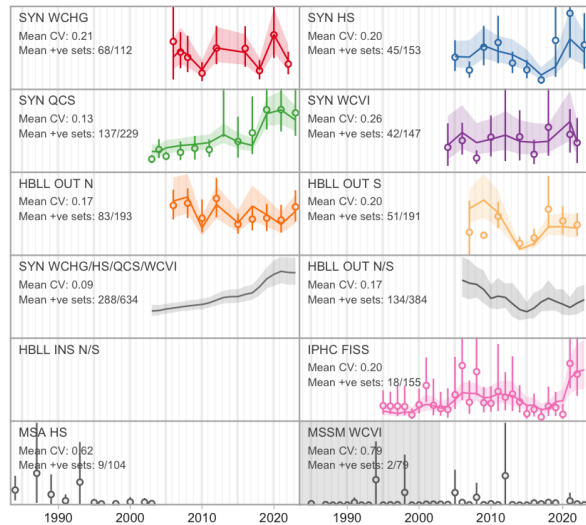 SYN WCHG
Mean CV: 0.21
Mean +ve sets: 68/112
SYN HS
Mean CV: 0.20
Mean +ve sets: 45/153
SYN QCS
Mean CV: 0.13
Mean +ve sets: 137/229
SYN WCVI
Mean CV: 0.26
Mean +ve sets: 42/147
HBLL OUT N
Mean CV: 0.17
Mean +ve sets: 83/193
HBLL OUT S
Mean CV: 0.20
Mean +ve sets: 51/191
SYN WCHG/HS/QCS/WCVI
Mean CV: 0.09
Mean +ve sets: 288/634
HBLL OUT N/S
Mean CV: 0.17
Mean +ve sets: 134/384
HBLL INS N/S
IPHC FISS
Mean CV: 0.20
Mean +ve sets: 18/155
MSA HS
Mean CV: 0.62
Mean +ve sets: 9/104
MSSM WCVI
Mean CV: 0.79
Mean +ve sets: 2/79
1990 2000 2010 2020 1990 2000 2010 2020